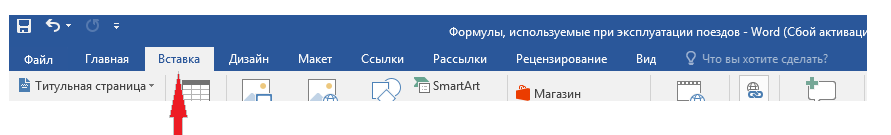 Формулы, используемые при эксплуатации поездов - Word (Сбой активац
Файл Главная Вставка Дизайн Макет Ссылки Рассылки Рецензирование Вид Что вы хотите сделать?
Титульная страница SmartArt
Магазин